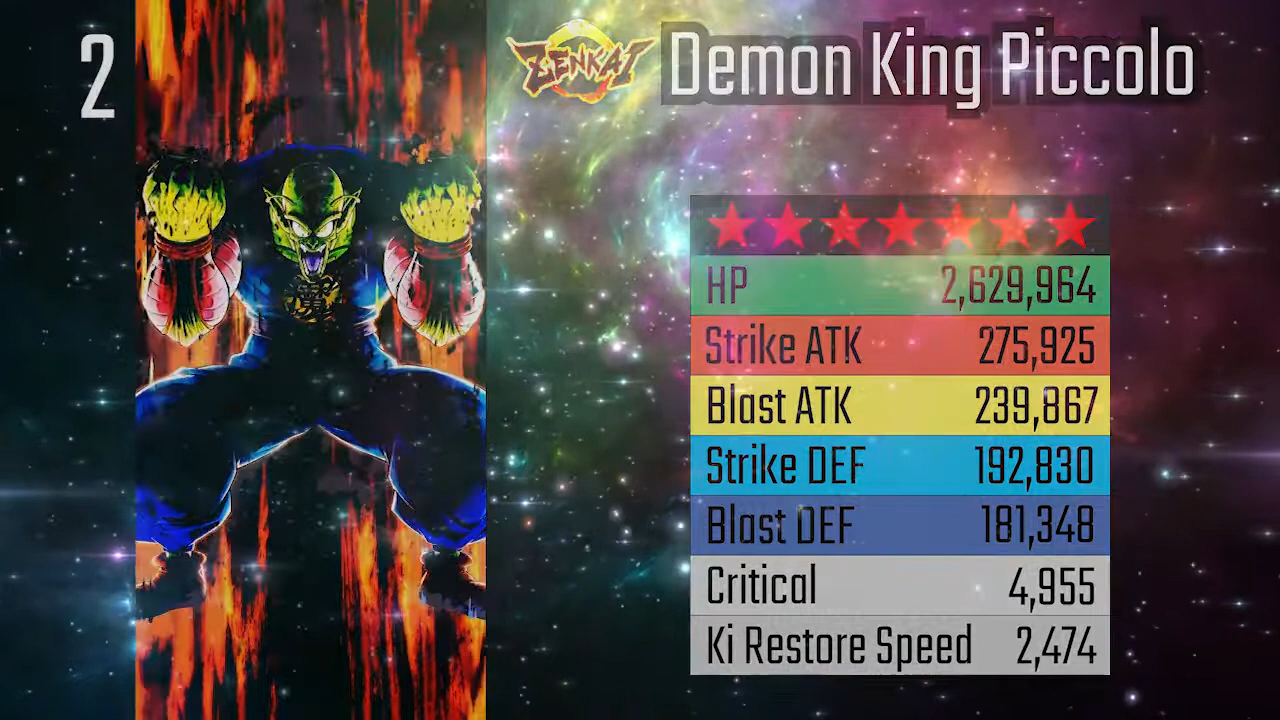 2
ZENKAI
Demon King Piccolo
HP 2,629,964
Strike ATK 275,925
Blast ATK 239,867
Strike DEF 192,830
Blast DEF 181,348
Critical 4,955
Ki Restore Speed 2,474